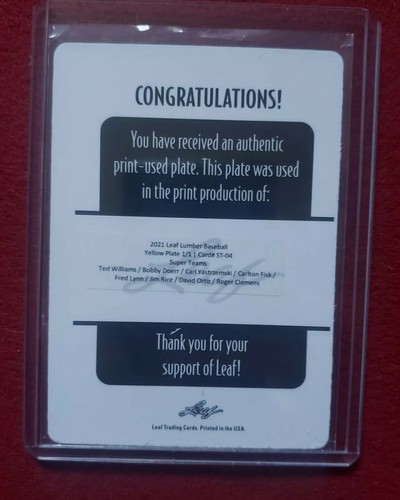 CONGRATULATIONS!
You have received an authentic
print-used plate. This plate was used
in the print production of:
2021 Leaf Lumber Baseball
Yellow Plate 1/1 | Card# ST-04
Super Teams
Ted Williams / Bobby Doerr / Carl Yastrzemski / Carlton Fisk /
Fred Lynn / Jim Rice / David Ortiz / Roger Clemens
Thank you for your
support of Leaf!
Leaf
Leaf Trading Cards. Printed in the USA.